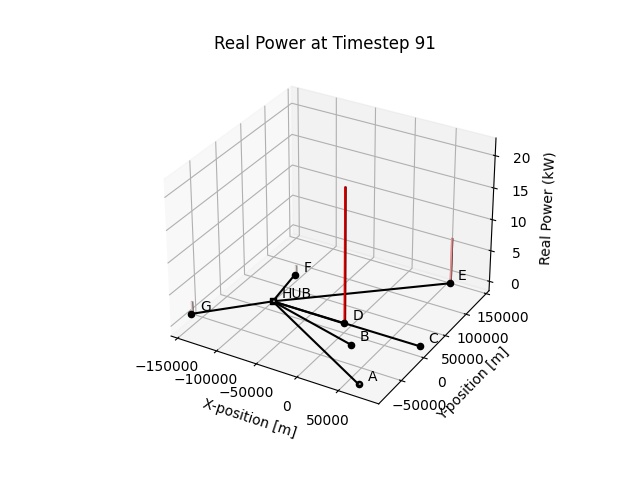 Real Power at Timestep 91
20
15
10
5
0
Real Power (kW)
F
E
HUB
G
D
C
B
A
−150000
−100000
−50000
0
50000
X-position [m]
150000
100000
50000
0
−50000
Y-position [m]